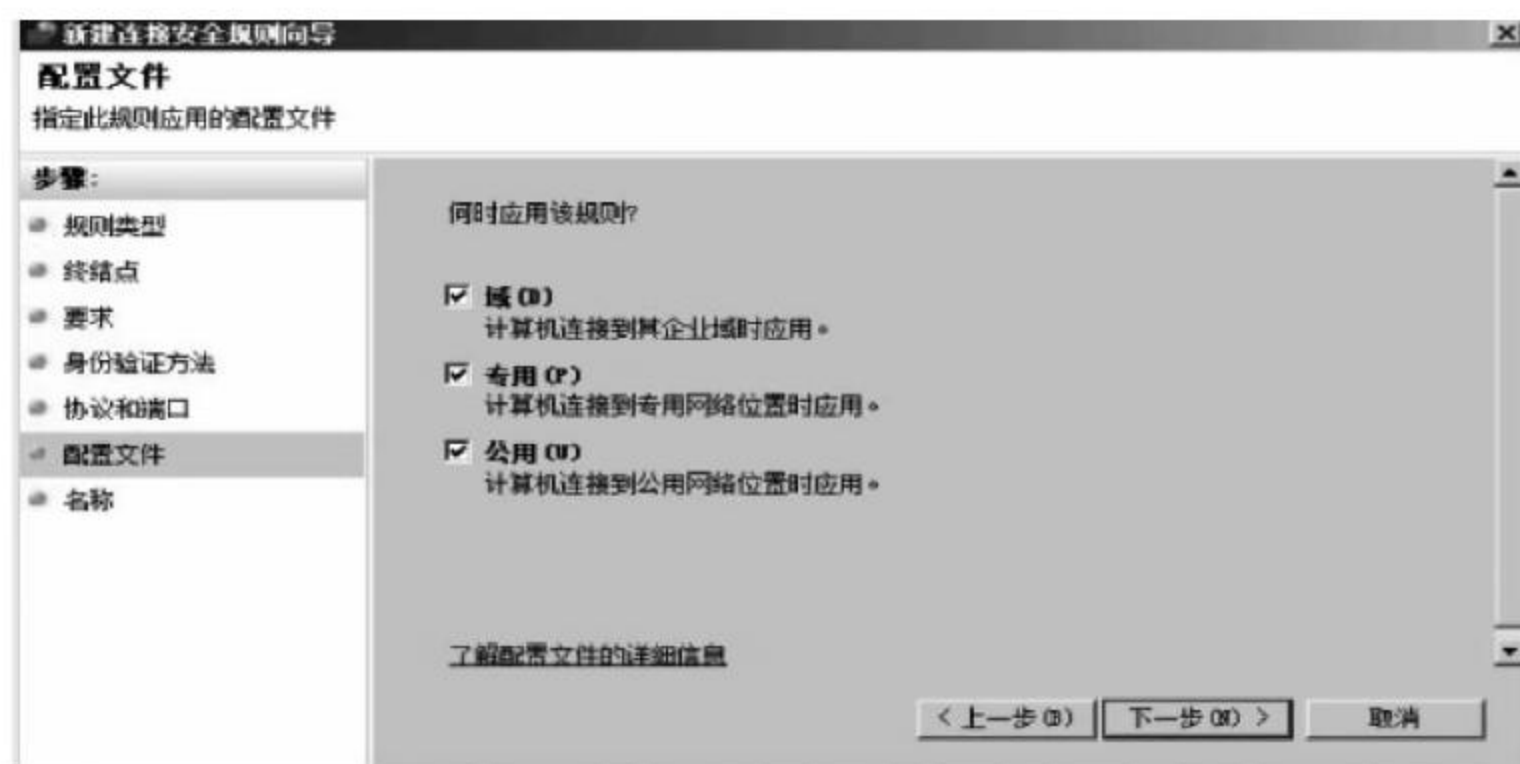 新建连接安全规则向导
配置文件
指定此规则应用的配置文件
步骤:
规则类型
终结点
要求
身份验证方法
协议和端口
配置文件
名称
何时应用该规则?
域(D)
计算机连接到其企业域时应用。
专用(P)
计算机连接到专用网络位置时应用。
公用(U)
计算机连接到公用网络位置时应用。
了解配置文件的详细信息
< 上一步(B)
下一步(N) >
取消